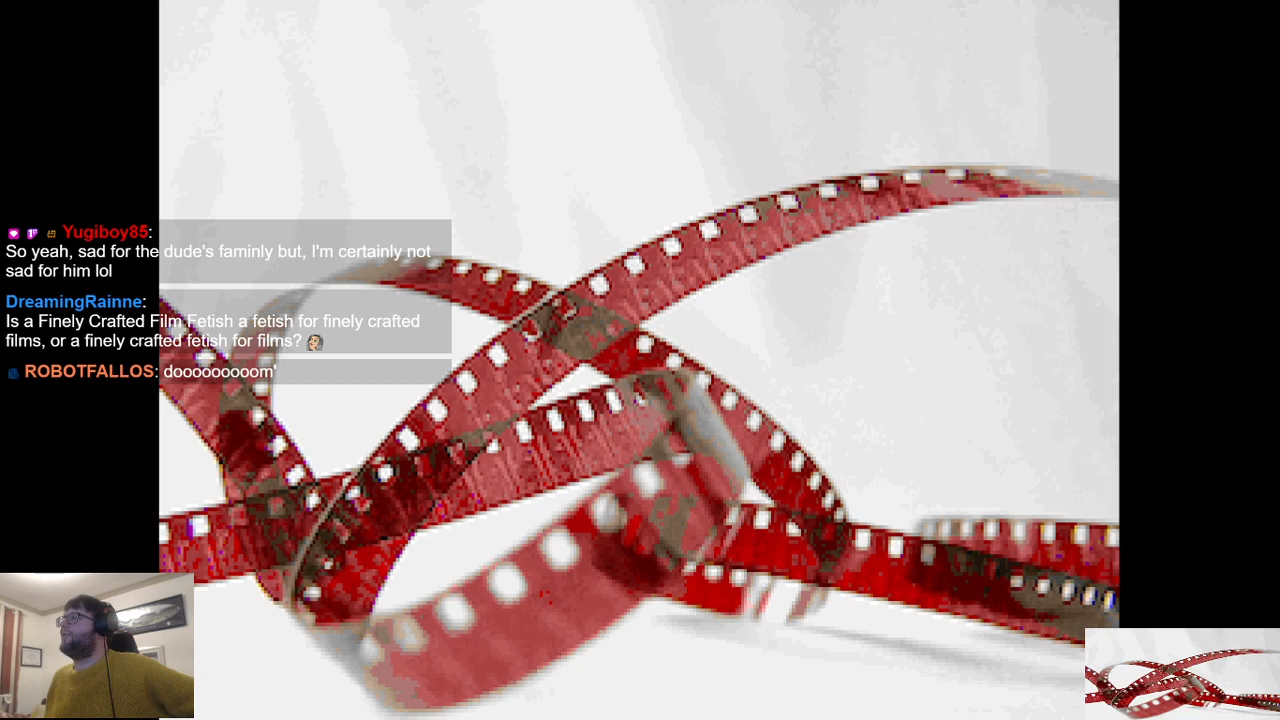 Yugiboy85:
So yeah, sad for the dude's faminly but, I'm certainly not
sad for him lol
DreamingRainne:
Is a Finely Crafted Film Fetish a fetish for finely crafted
films, or a finely crafted fetish for films?
ROBOTFALLOS: dooooooooom'